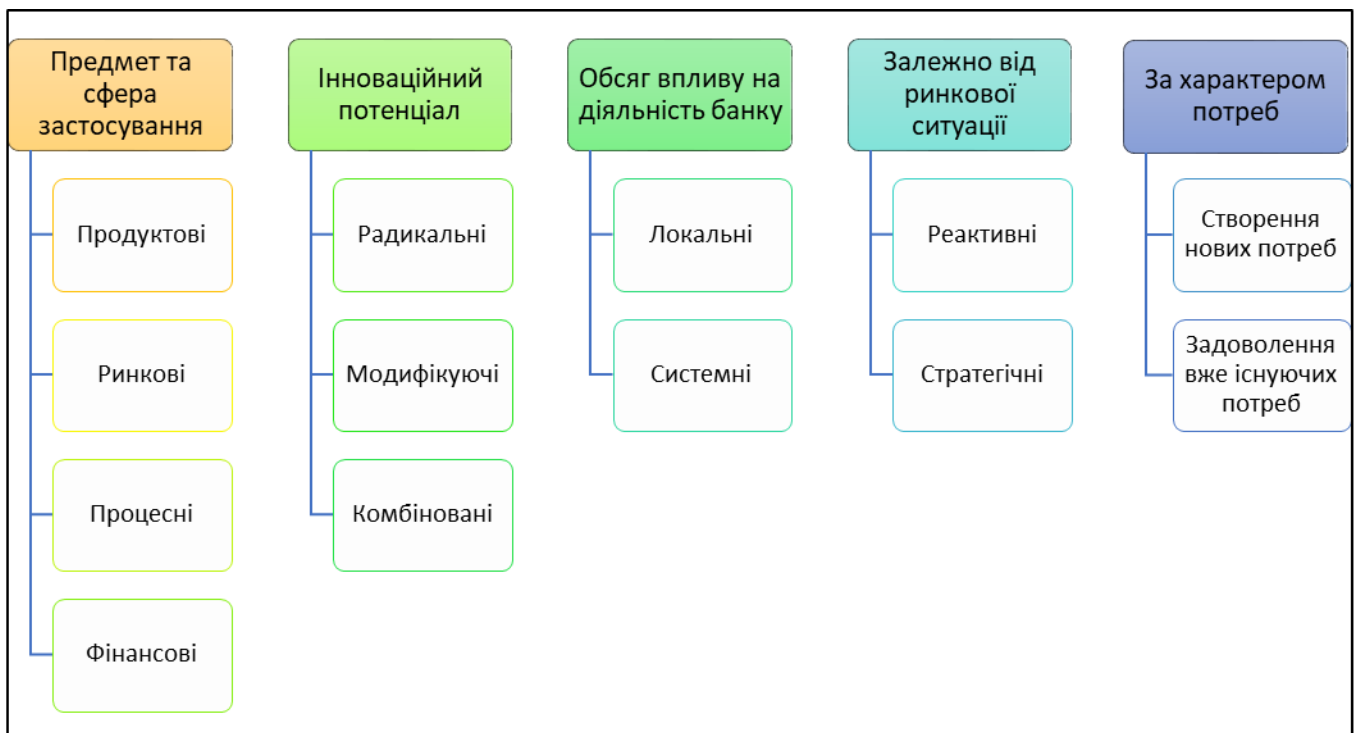 Предмет та
сфера
застосування
Продуктові
Ринкові
Процесні
Фінансові
Інноваційний
потенціал
Радикальні
Модифікуючі
Комбіновані
Обсяг впливу на
діяльність банку
Локальні
Системні
Залежно від
ринкової
ситуації
Реактивні
Стратегічні
За характером
потреб
Створення
нових потреб
Задоволення
вже існуючих
потреб